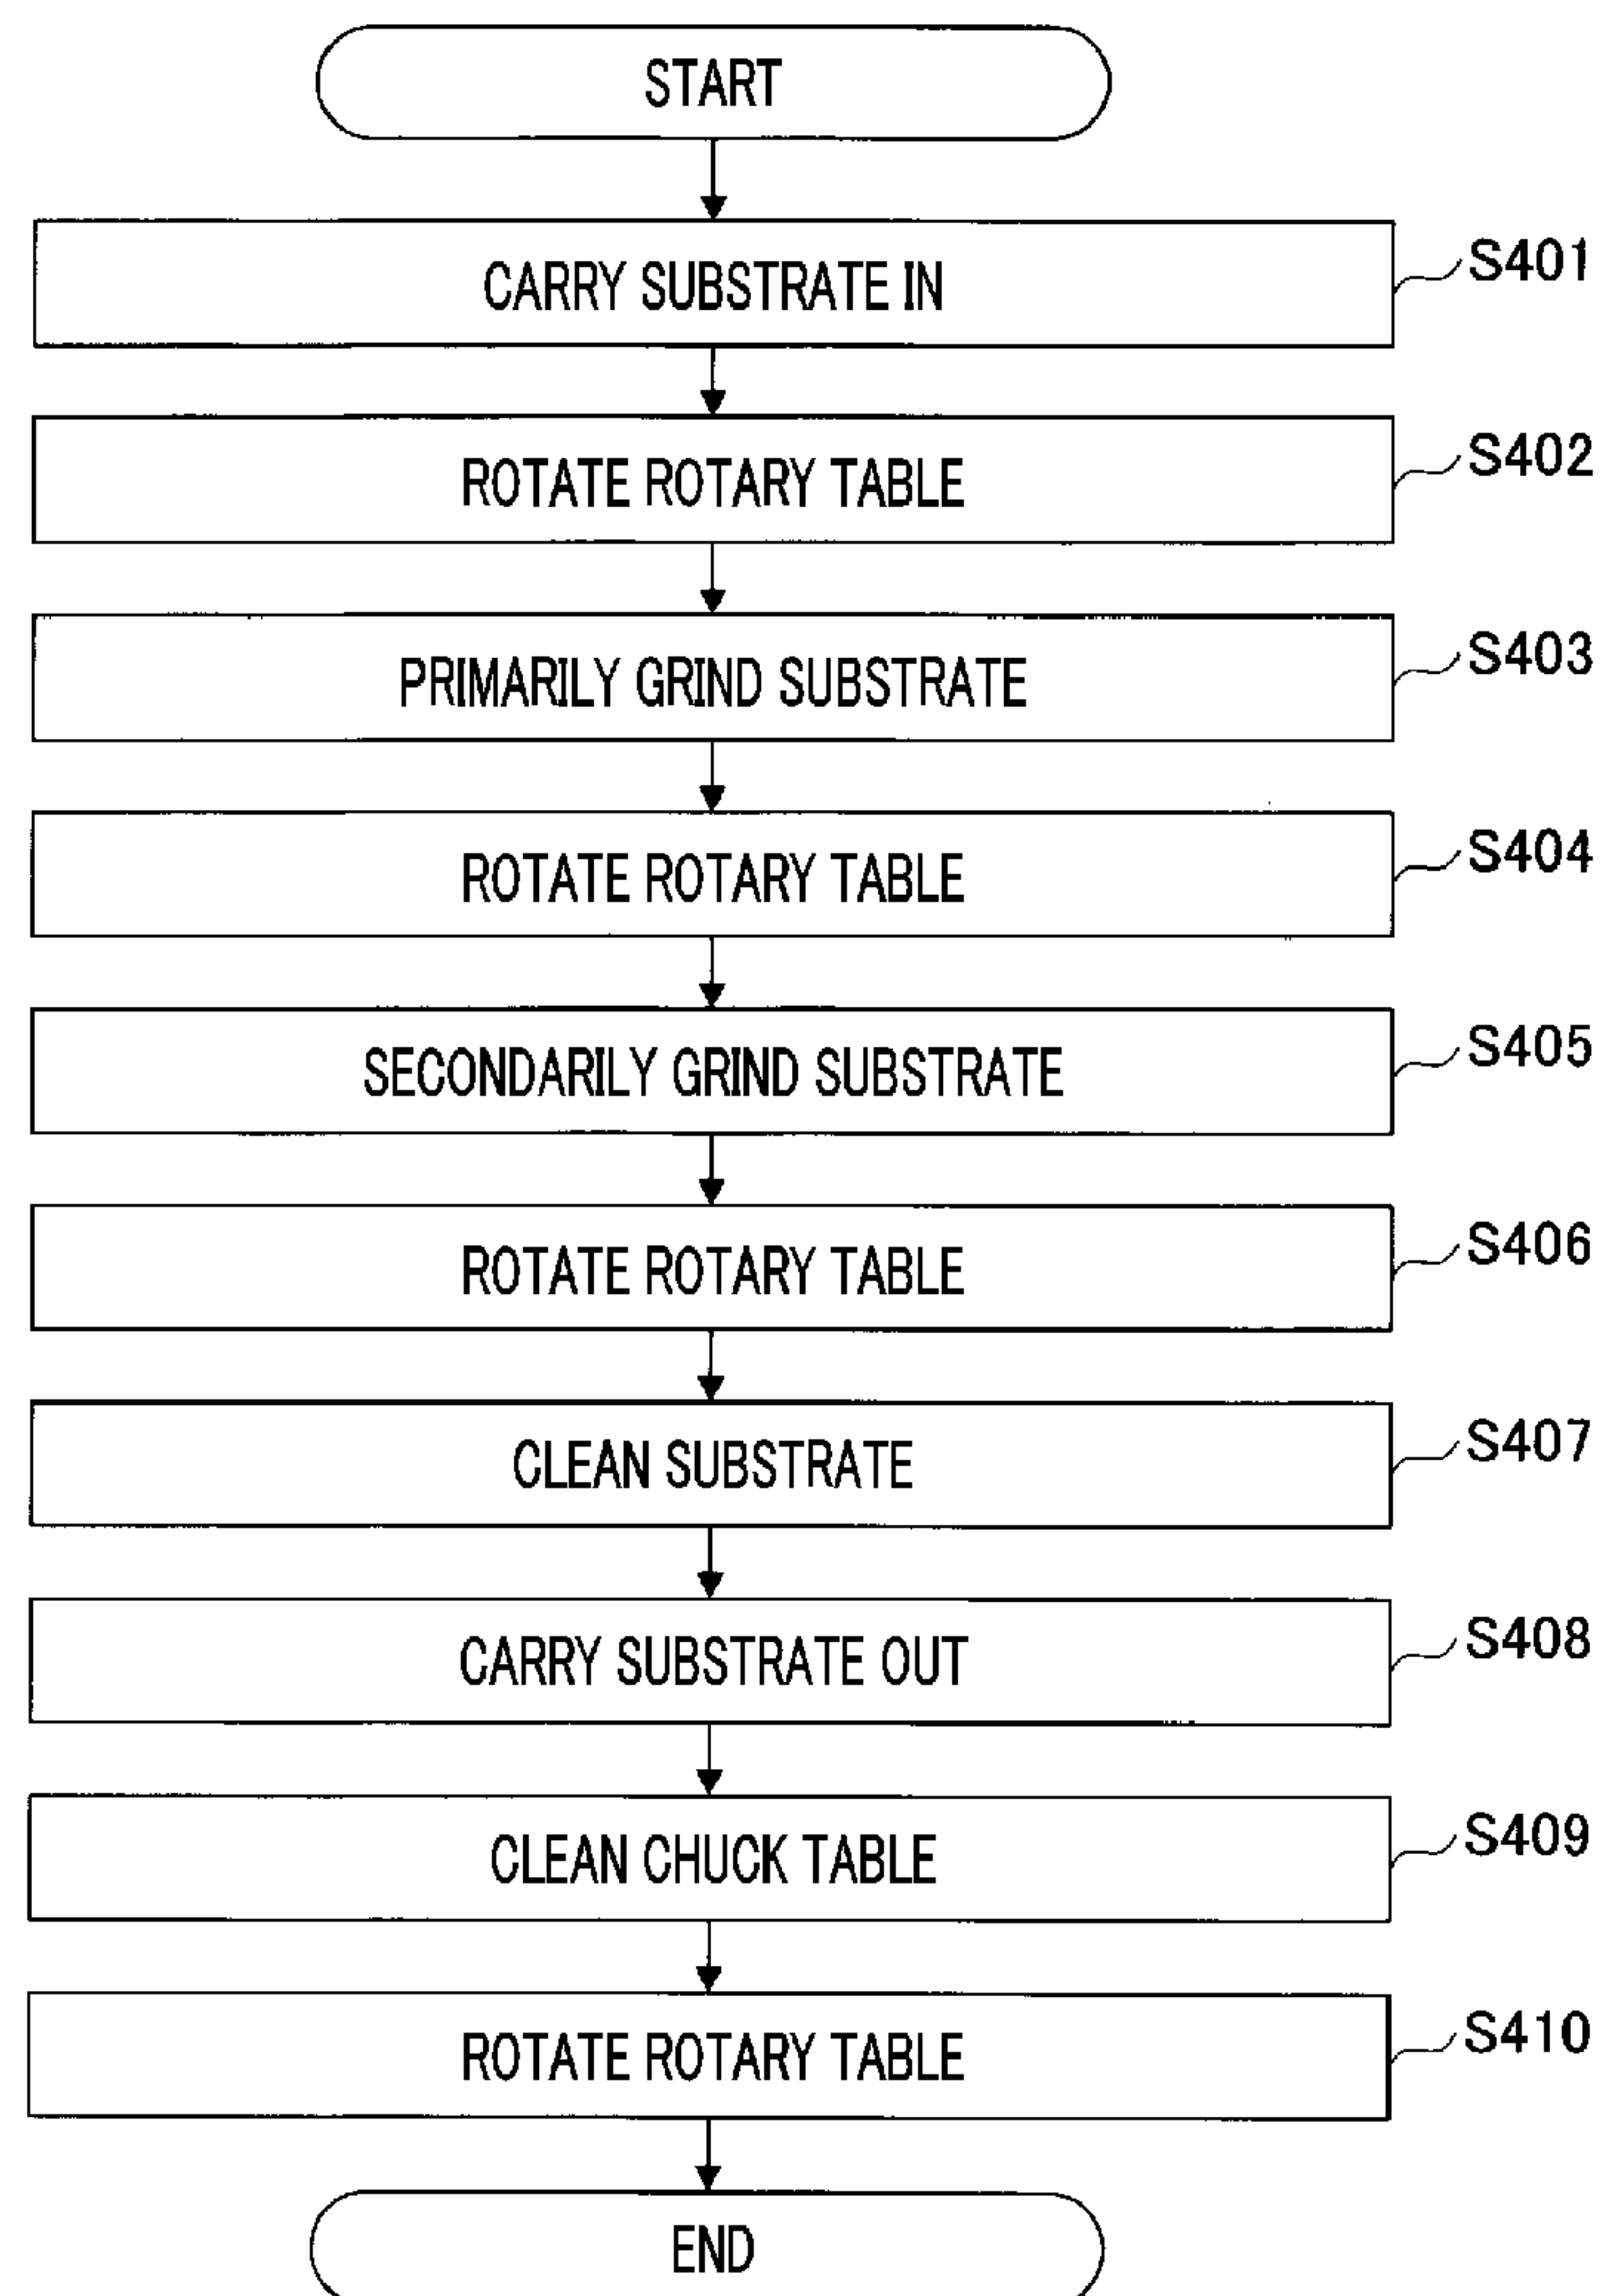 START
CARRY SUBSTRATE IN
S401
ROTATE ROTARY TABLE
S402
PRIMARILY GRIND SUBSTRATE
S403
ROTATE ROTARY TABLE
S404
SECONDARILY GRIND SUBSTRATE
S405
ROTATE ROTARY TABLE
S406
CLEAN SUBSTRATE
S407
CARRY SUBSTRATE OUT
S408
CLEAN CHUCK TABLE
S409
ROTATE ROTARY TABLE
S410
END